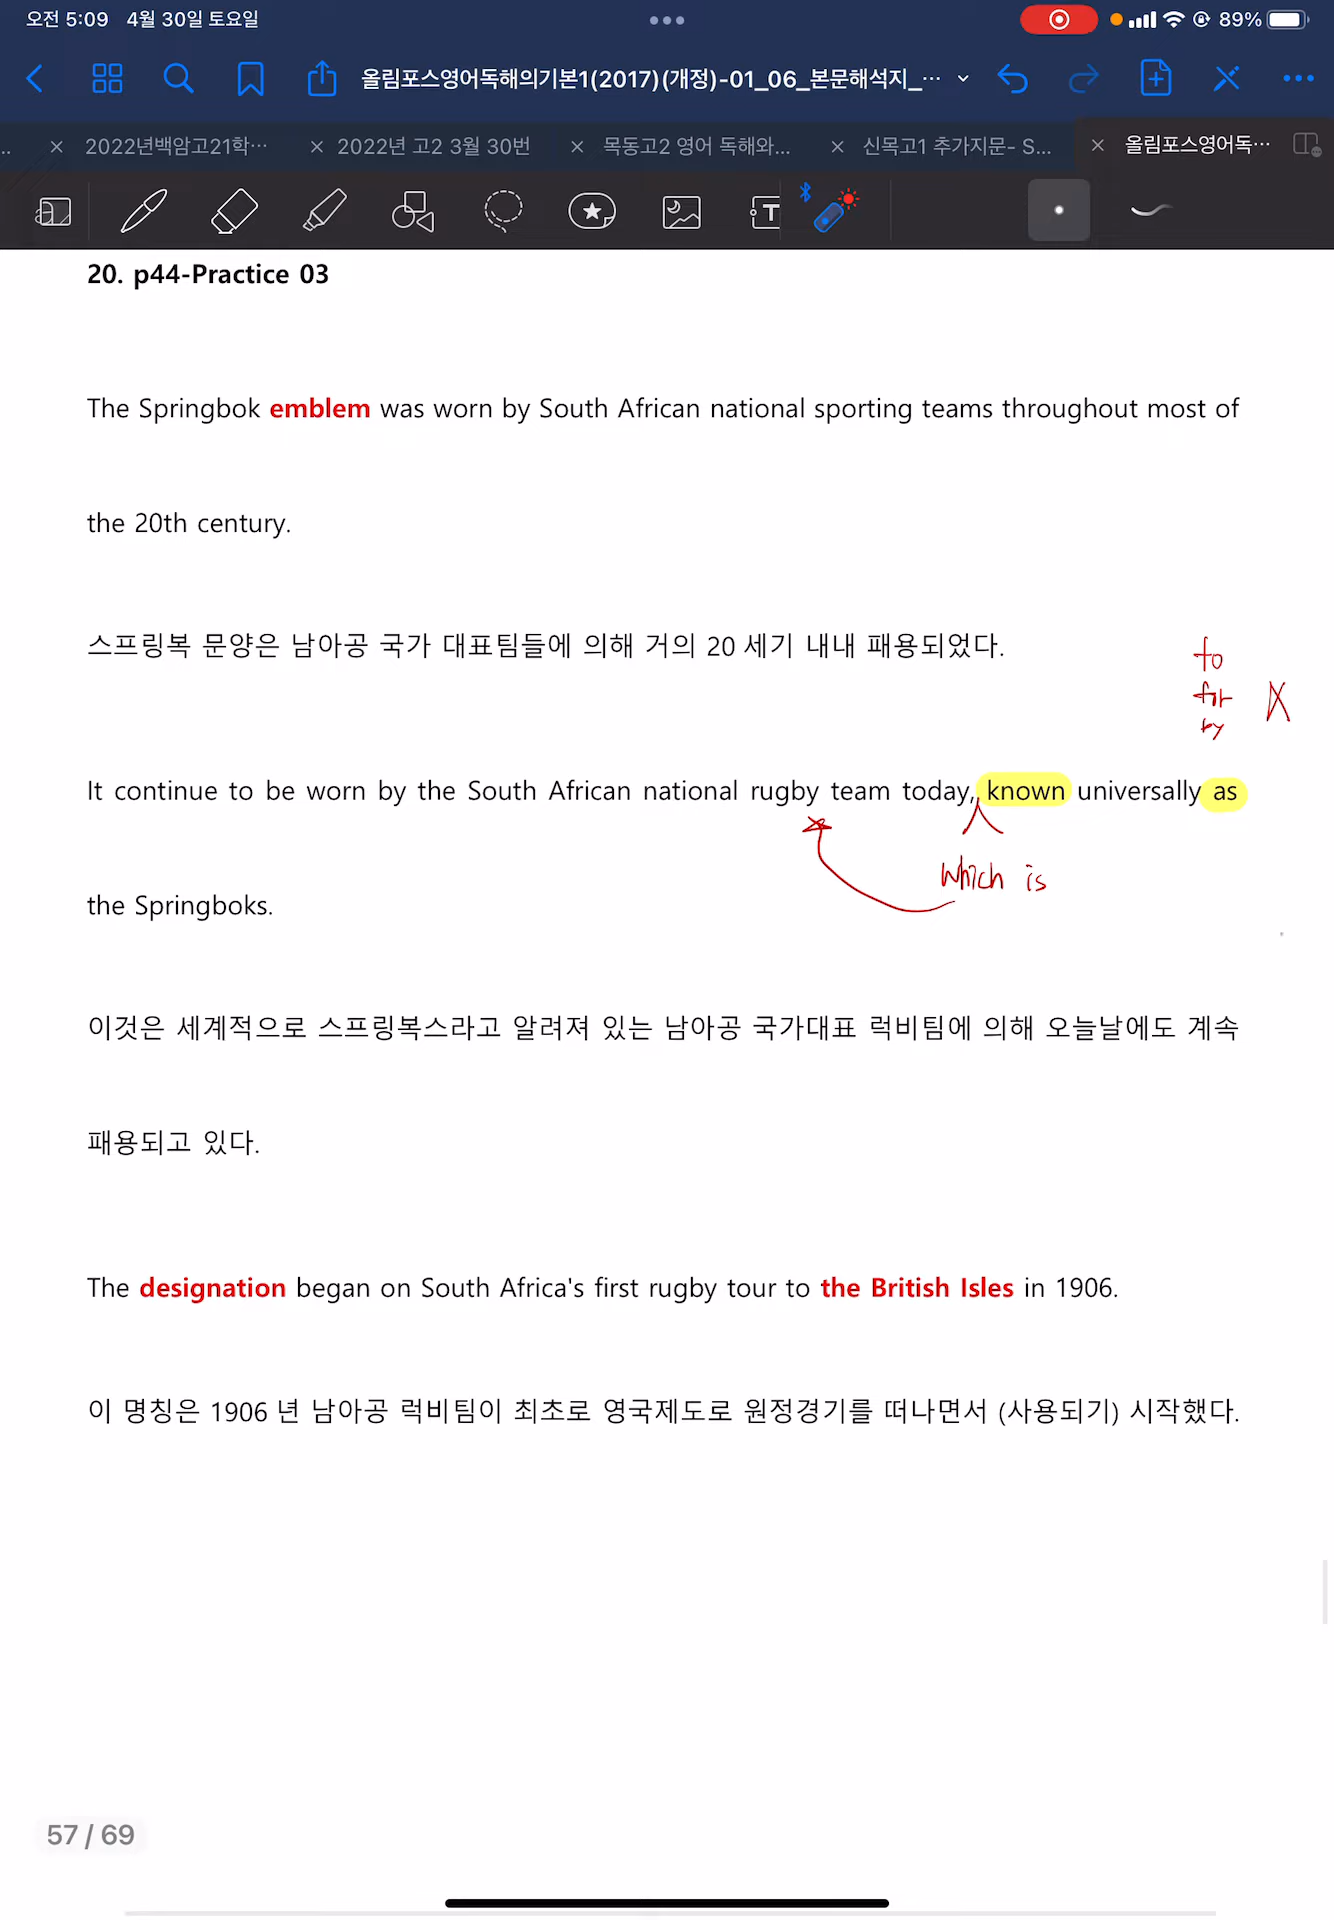 오전 5:09 4월 30일 토요일
89%
올림포스영어독해의기본1(2017)(개정)-01_06_본문해석지_...
.. × 2022년백암고21학... × 2022년 고2 3월 30번 × 목동고2 영어 독해와... × 신목고1 추가지문- S... × 올림포스영어독...
20. p44-Practice 03
The Springbok emblem was worn by South African national sporting teams throughout most of
the 20th century.
스프링복 문양은 남아공 국가 대표팀들에 의해 거의 20 세기 내내 패용되었다.
to
for X
by
It continue to be worn by the South African national rugby team today, known universally as
Which is
the Springboks.
이것은 세계적으로 스프링복스라고 알려져 있는 남아공 국가대표 럭비팀에 의해 오늘날에도 계속
패용되고 있다.
The designation began on South Africa's first rugby tour to the British Isles in 1906.
이 명칭은 1906 년 남아공 럭비팀이 최초로 영국제도로 원정경기를 떠나면서 (사용되기) 시작했다.
57 / 69